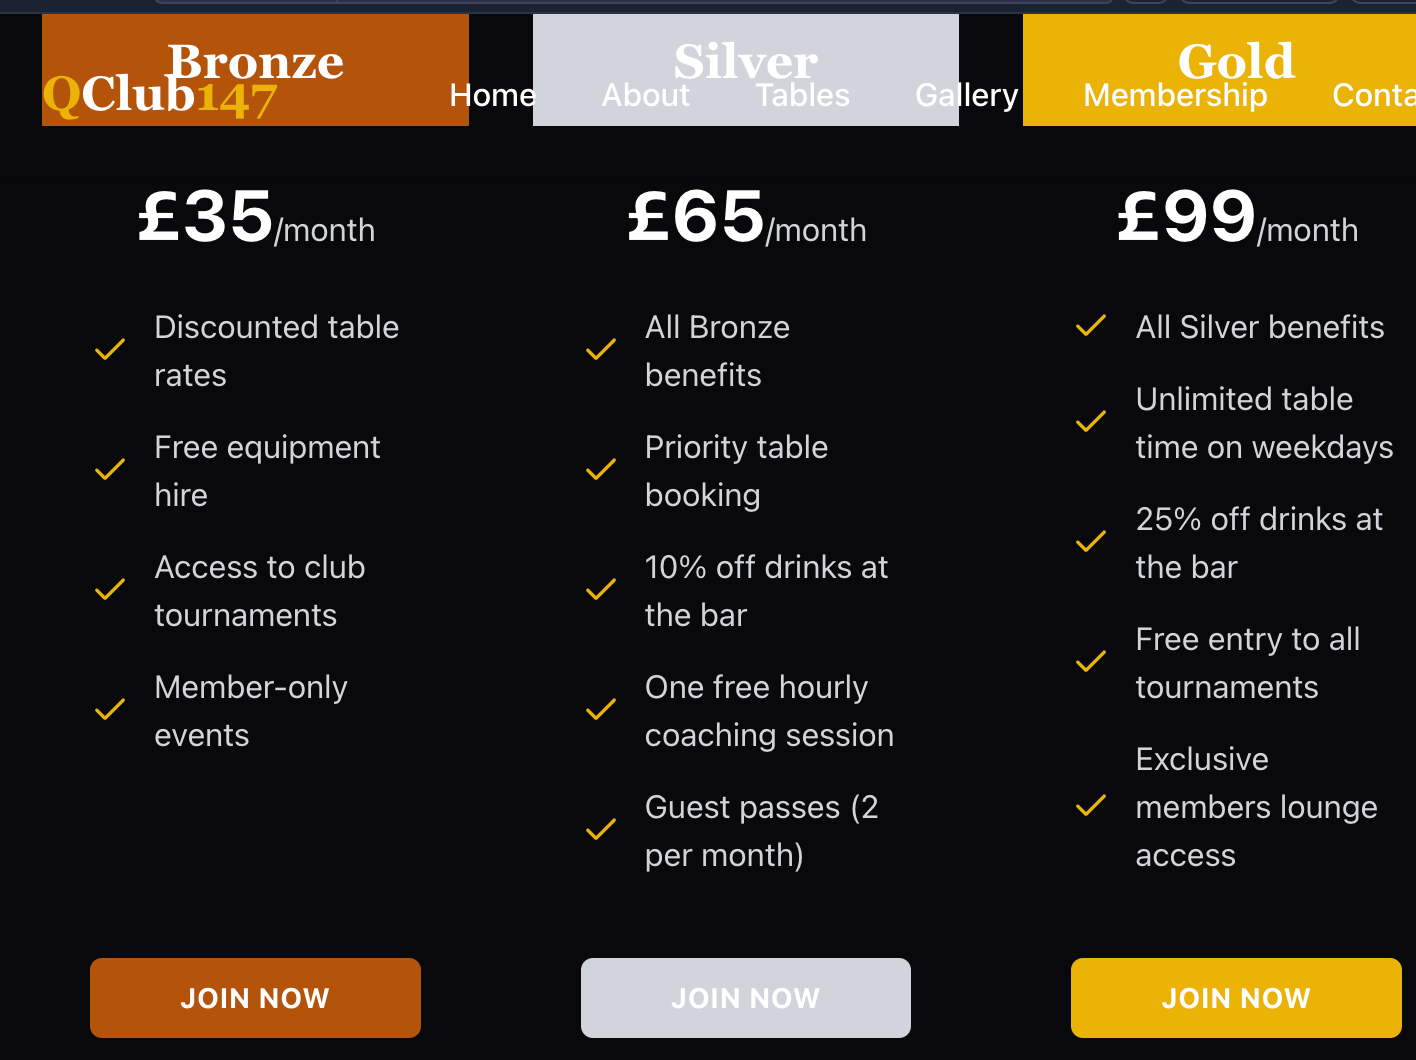 Bronze
Silver
Gold
QClub147
Home
About
Tables
Gallery
Membership
Conta
£35/month
Discounted table
rates
Free equipment
hire
Access to club
tournaments
Member-only
events
JOIN NOW
£65/month
All Bronze
benefits
Priority table
booking
10% off drinks at
the bar
One free hourly
coaching session
Guest passes (2
per month)
JOIN NOW
£99/month
All Silver benefits
Unlimited table
time on weekdays
25% off drinks at
the bar
Free entry to all
tournaments
Exclusive
members lounge
access
JOIN NOW